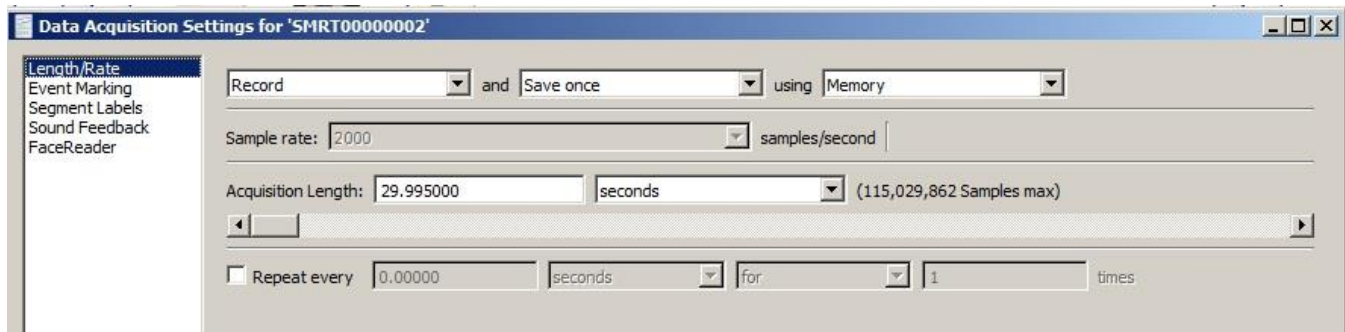 Data Acquisition Settings for 'SMRT00000002'
Length/Rate
Event Marking
Segment Labels
Sound Feedback
FaceReader
Record and Save once using Memory
Sample rate: 2000 samples/second
Acquisition Length: 29.995000 seconds (115,029,862 Samples max)
Repeat every 0.00000 seconds for 1 times